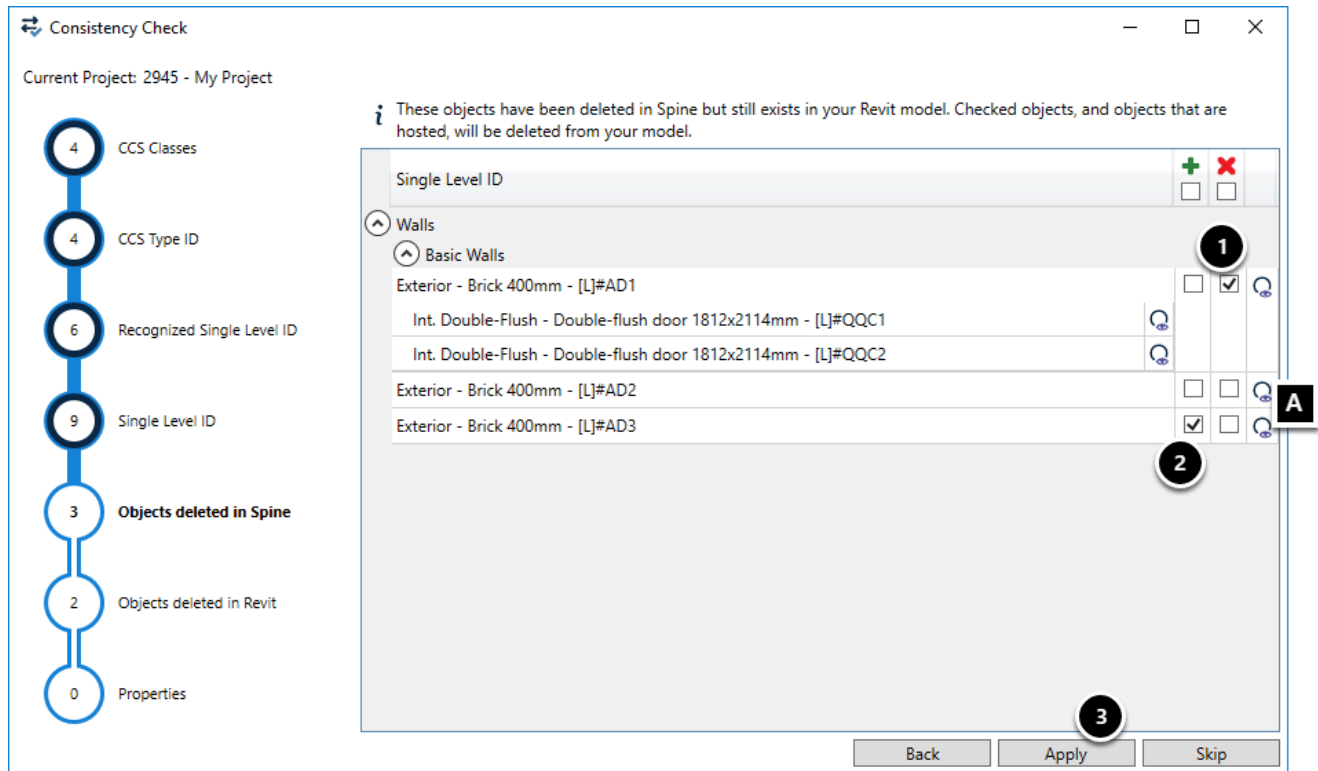 Consistency Check
Current Project: 2945 - My Project
4 CCS Classes
4 CCS Type ID
6 Recognized Single Level ID
9 Single Level ID
3 Objects deleted in Spine
2 Objects deleted in Revit
0 Properties
i These objects have been deleted in Spine but still exists in your Revit model. Checked objects, and objects that are
hosted, will be deleted from your model.
Single Level ID
Walls
1
Basic Walls
Exterior - Brick 400mm - [L]#AD1
Int. Double-Flush - Double-flush door 1812x2114mm - [L]#QQC1
Int. Double-Flush - Double-flush door 1812x2114mm - [L]#QQC2
Exterior - Brick 400mm - [L]#AD2
A
Exterior - Brick 400mm - [L]#AD3
2
3
Back Apply Skip